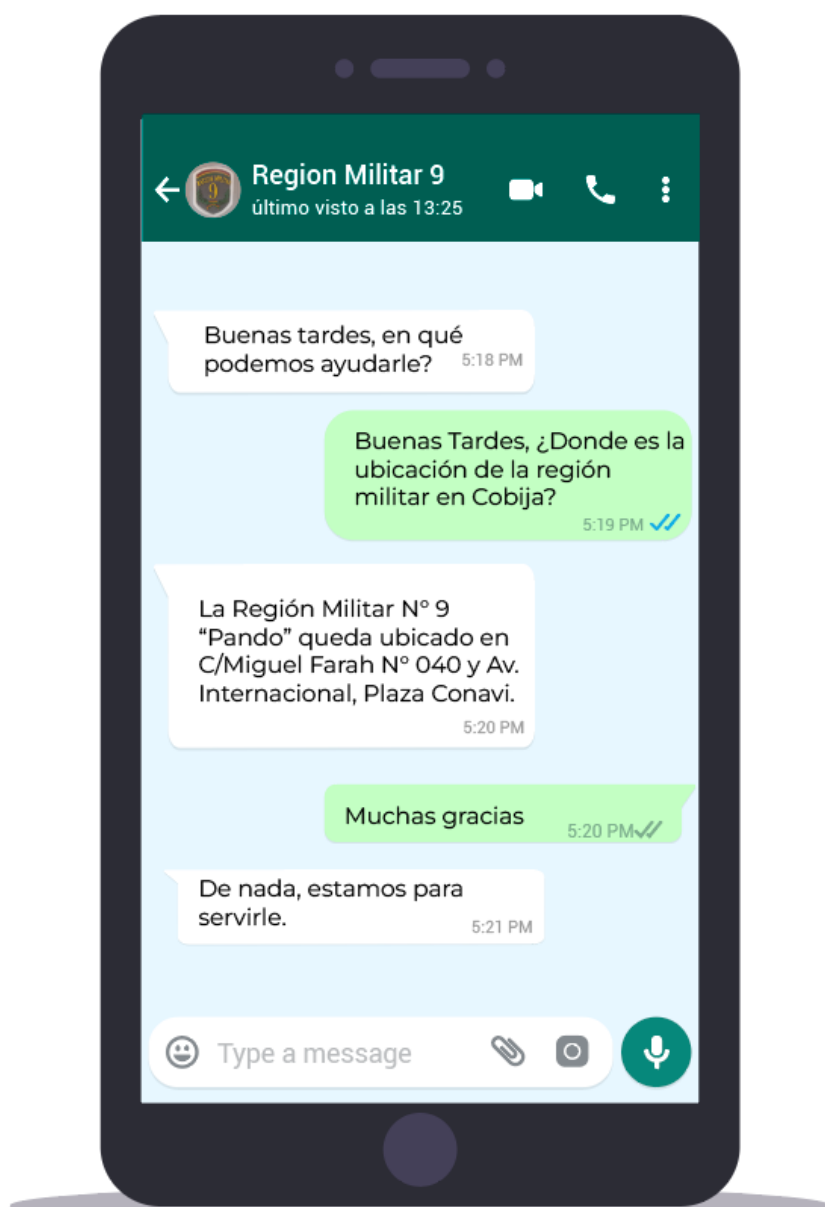 Region Militar 9
último visto a las 13:25
9
Buenas tardes, en qué
podemos ayudarle? 5:18 PM
Buenas Tardes, ¿Donde es la
ubicación de la región
militar en Cobija?
5:19 PM
La Región Militar Nº 9
“Pando” queda ubicado en
C/Miguel Farah Nº 040 y Av.
Internacional, Plaza Conavi.
5:20 PM
Muchas gracias 5:20 PM
De nada, estamos para
servirle. 5:21 PM
Type a message